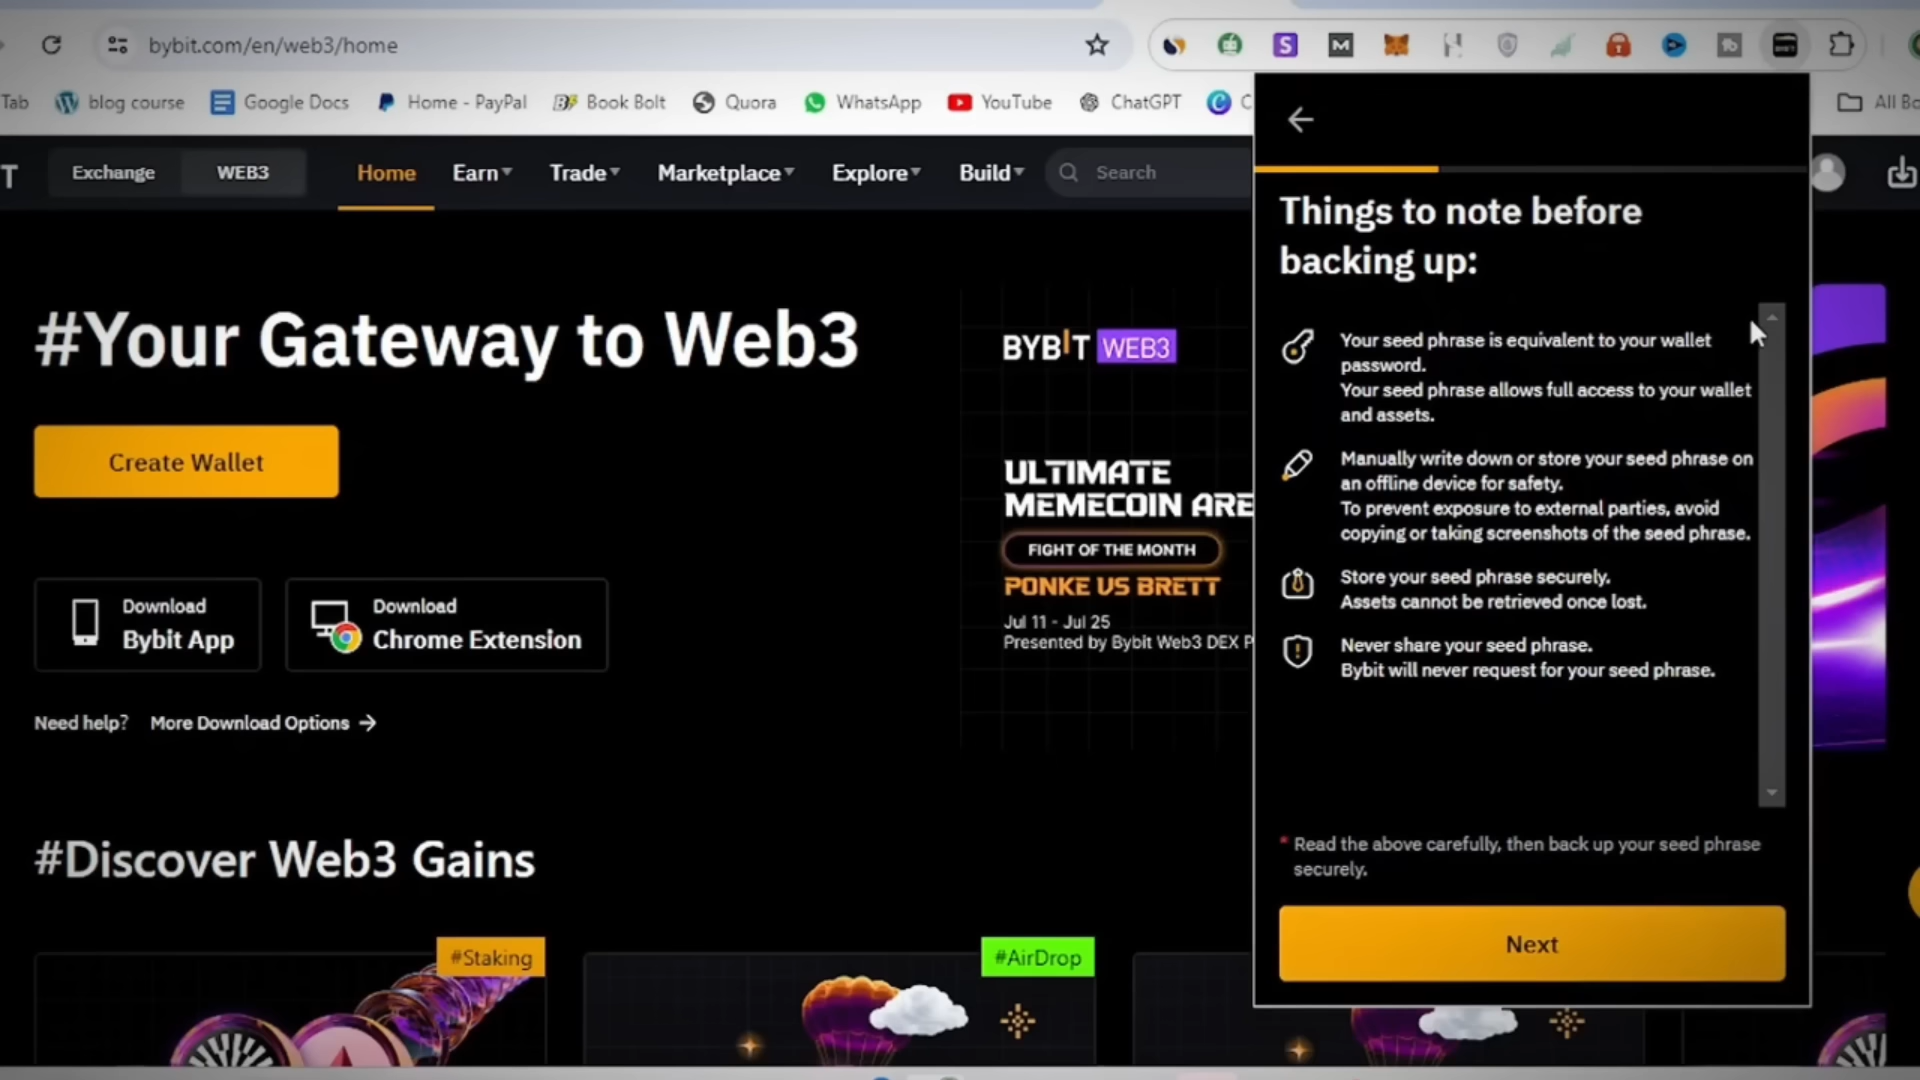 bybit.com/en/web3/home
Tab
blog course
Google Docs
Home - PayPal
Book Bolt
Quora
WhatsApp
YouTube
ChatGPT
All Bo
T
Exchange
WEB3
Home
Earn
Trade
Marketplace
Explore
Build
Search
#Your Gateway to Web3
Create Wallet
Download
Bybit App
Download
Chrome Extension
Need help?
More Download Options →
BYBIT WEB3
ULTIMATE
MEMECOIN ARE
FIGHT OF THE MONTH
PONKE VS BRETT
Jul 11 - Jul 25
Presented by Bybit Web3 DEX P
#Discover Web3 Gains
#Staking
#AirDrop
Things to note before
backing up:
Your seed phrase is equivalent to your wallet
password.
Your seed phrase allows full access to your wallet
and assets.
Manually write down or store your seed phrase on
an offline device for safety.
To prevent exposure to external parties, avoid
copying or taking screenshots of the seed phrase.
Store your seed phrase securely.
Assets cannot be retrieved once lost.
Never share your seed phrase.
Bybit will never request for your seed phrase.
* Read the above carefully, then back up your seed phrase
securely.
Next